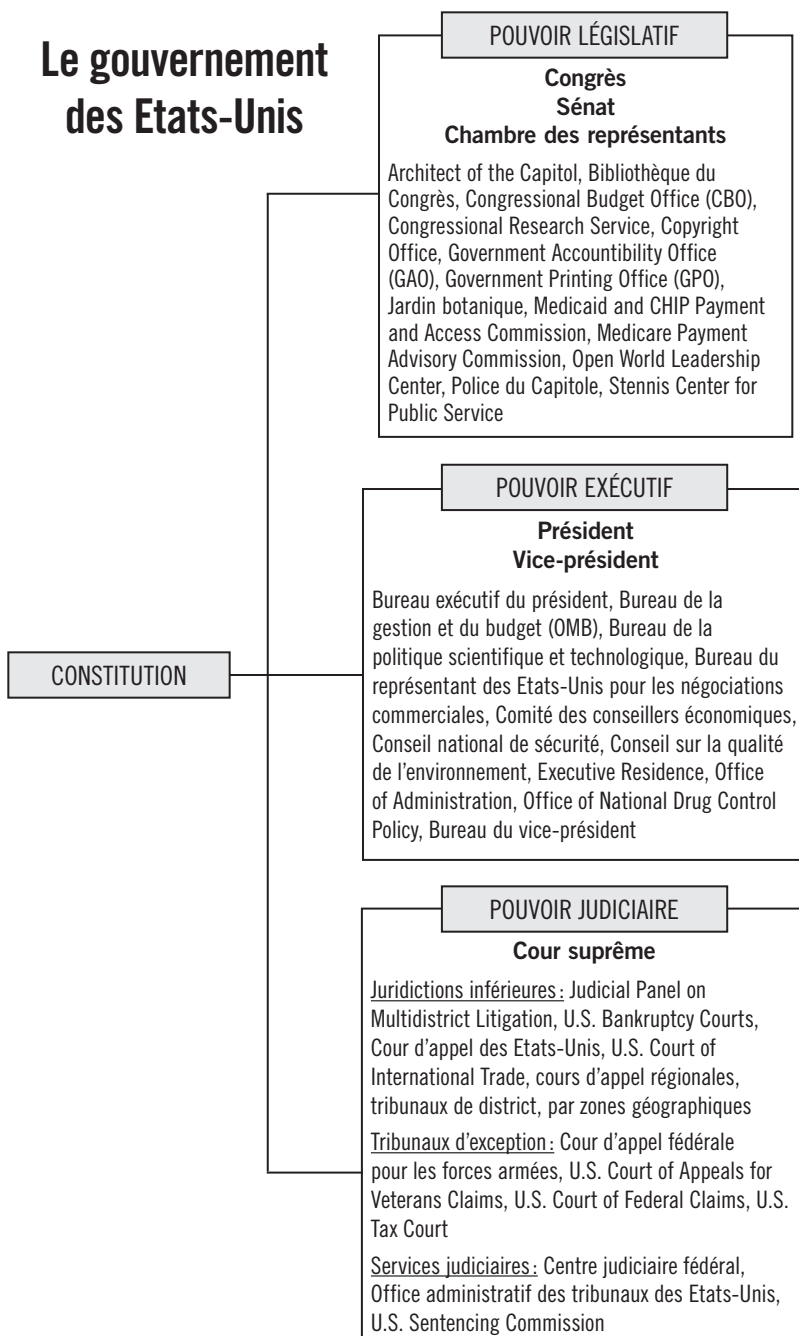 Le gouvernement
des Etats-Unis
POUVOIR LÉGISLATIF
Congrès
Sénat
Chambre des représentants
Architect of the Capitol, Bibliothèque du
Congrès, Congressional Budget Office (CBO),
Congressional Research Service, Copyright
Office, Government Accountibility Office
(GAO), Government Printing Office (GPO),
Jardin botanique, Medicaid and CHIP Payment
and Access Commission, Medicare Payment
Advisory Commission, Open World Leadership
Center, Police du Capitole, Stennis Center for
Public Service
POUVOIR EXÉCUTIF
Président
Vice-président
Bureau exécutif du président, Bureau de la
gestion et du budget (OMB), Bureau de la
politique scientifique et technologique, Bureau du
représentant des Etats-Unis pour les négociations
commerciales, Comité des conseillers économiques,
Conseil national de sécurité, Conseil sur la qualité
de l'environnement, Executive Residence, Office
of Administration, Office of National Drug Control
Policy, Bureau du vice-président
CONSTITUTION
POUVOIR JUDICIAIRE
Cour suprême
Juridictions inférieures : Judicial Panel on
Multidistrict Litigation, U.S. Bankruptcy Courts,
Cour d'appel des Etats-Unis, U.S. Court of
International Trade, cours d'appel régionales,
tribunaux de district, par zones géographiques
Tribunaux d'exception : Cour d'appel fédérale
pour les forces armées, U.S. Court of Appeals for
Veterans Claims, U.S. Court of Federal Claims, U.S.
Tax Court
Services judiciaires : Centre judiciaire fédéral,
Office administratif des tribunaux des Etats-Unis,
U.S. Sentencing Commission